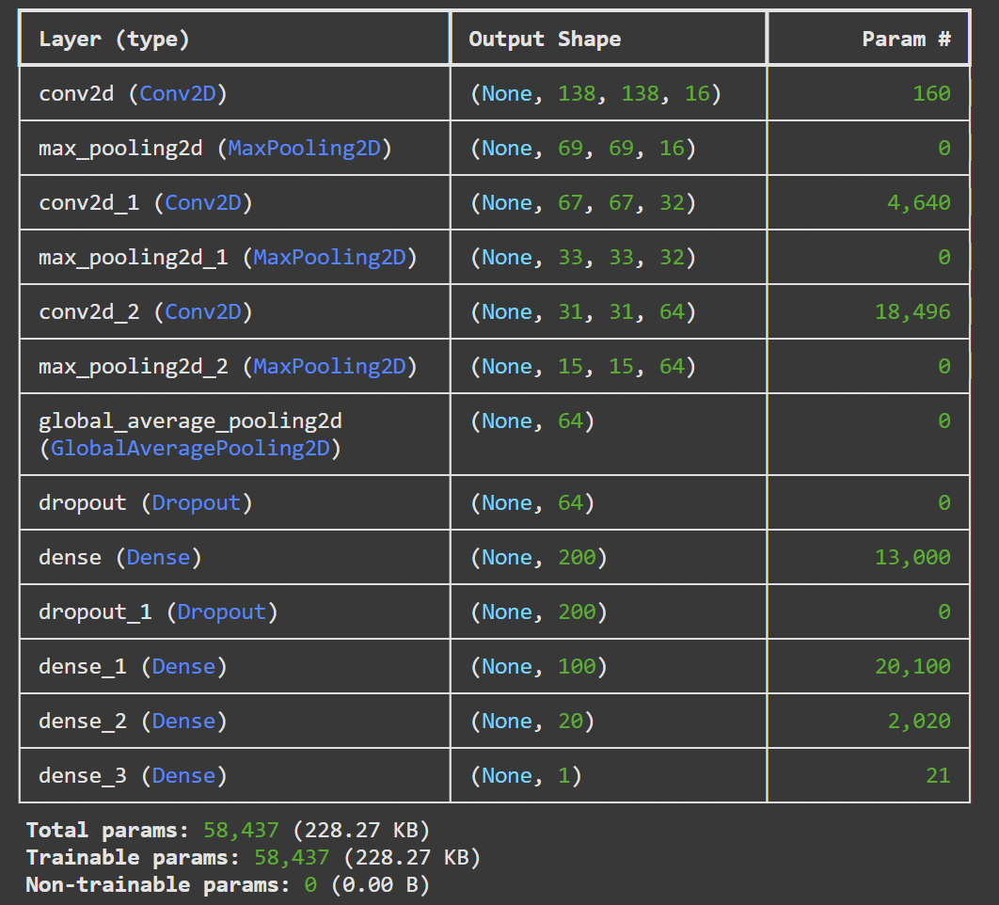 Layer (type) Output Shape Param #
conv2d (Conv2D) (None, 138, 138, 16) 160
max_pooling2d (MaxPooling2D) (None, 69, 69, 16) 0
conv2d_1 (Conv2D) (None, 67, 67, 32) 4,640
max_pooling2d_1 (MaxPooling2D) (None, 33, 33, 32) 0
conv2d_2 (Conv2D) (None, 31, 31, 64) 18,496
max_pooling2d_2 (MaxPooling2D) (None, 15, 15, 64) 0
global_average_pooling2d (None, 64) 0
(GlobalAveragePooling2D)
dropout (Dropout) (None, 64) 0
dense (Dense) (None, 200) 13,000
dropout_1 (Dropout) (None, 200) 0
dense_1 (Dense) (None, 100) 20,100
dense_2 (Dense) (None, 20) 2,020
dense_3 (Dense) (None, 1) 21
Total params: 58,437 (228.27 KB)
Trainable params: 58,437 (228.27 KB)
Non-trainable params: 0 (0.00 B)